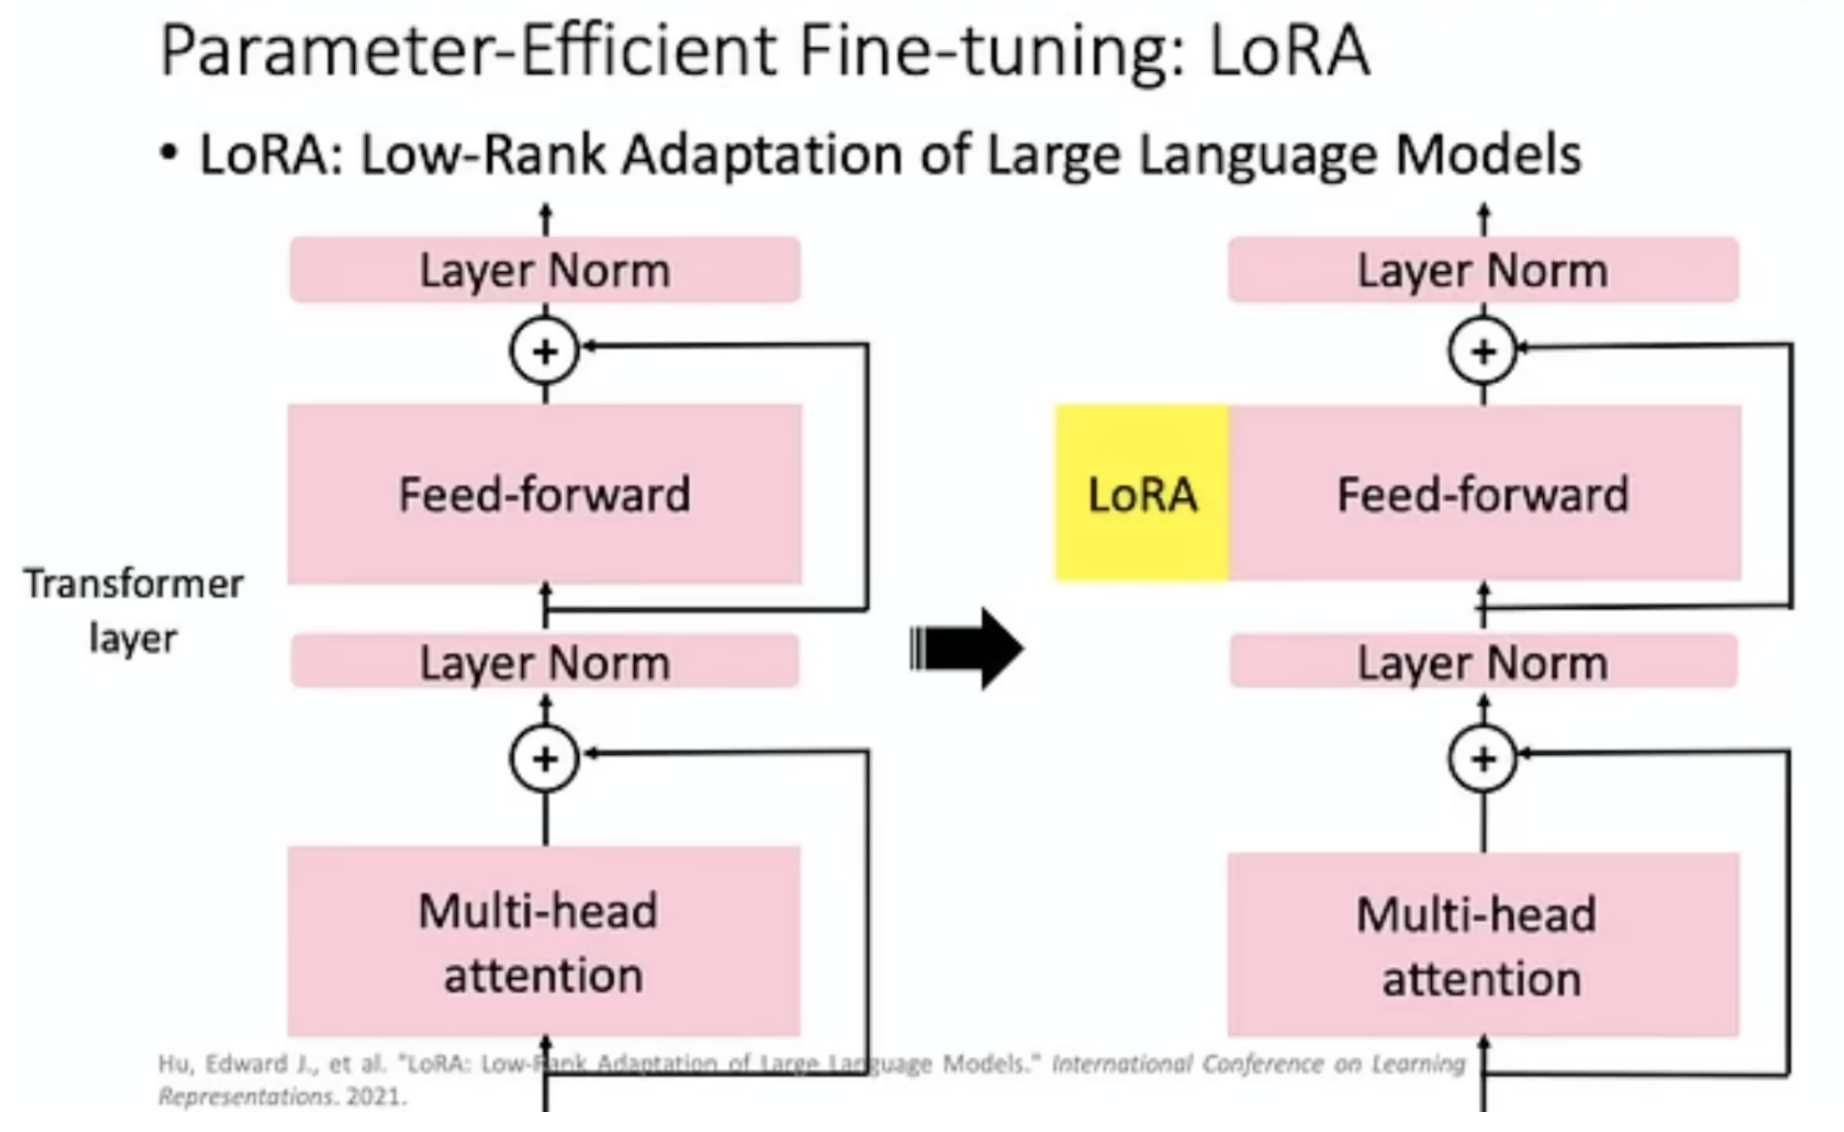 Parameter-Efficient Fine-tuning: LoRA
• LoRA: Low-Rank Adaptation of Large Language Models
Layer Norm
+
Feed-forward
Transformer
layer
Layer Norm
+
Multi-head
attention
Layer Norm
+
LoRA
Feed-forward
Layer Norm
+
Multi-head
attention
Hu, Edward J., et al. "LoRA: Low-Rank Adaptation of Large Language Models." International Conference on Learning
Representations. 2021.